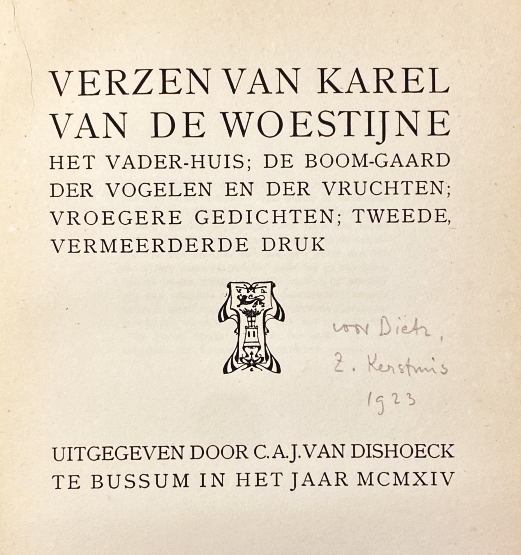 VERZEN VAN KAREL
VAN DE WOESTIJNE
HET VADER-HUIS; DE BOOM-GAARD
DER VOGELEN EN DER VRUCHTEN;
VROEGERE GEDICHTEN; TWEEDE,
VERMEERDERDE DRUK
voor Dietz,
Z. Kerstmis
1923
UITGEGEVEN DOOR C.A.J. VAN DISHOECK
TE BUSSUM IN HET JAAR MCMXIV